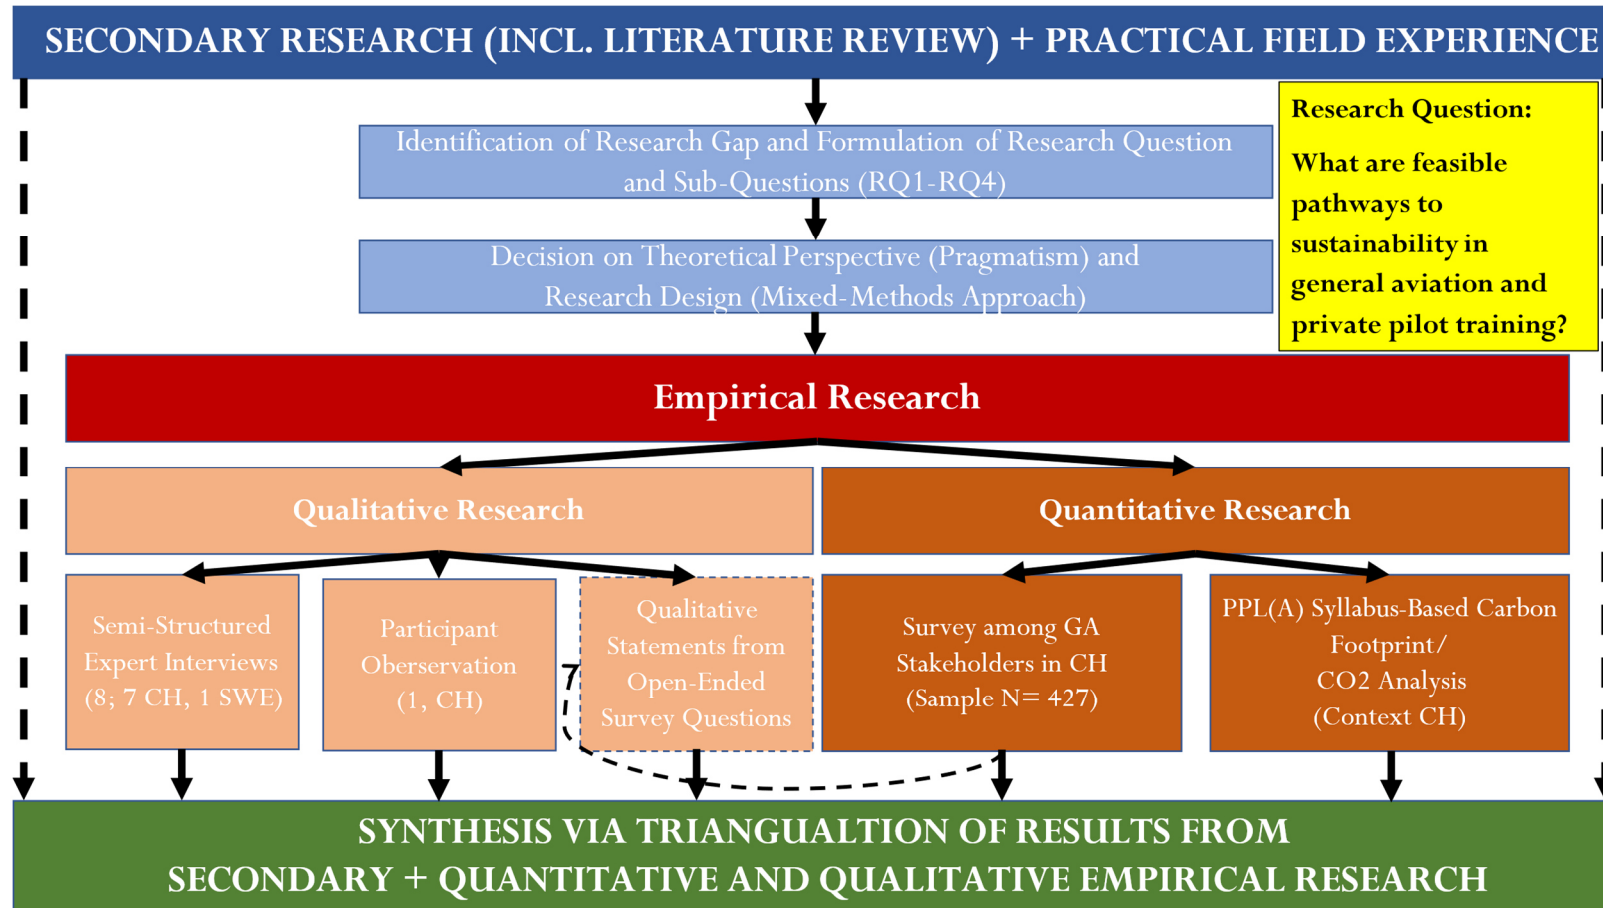 SECONDARY RESEARCH (INCL. LITERATURE REVIEW) + PRACTICAL FIELD EXPERIENCE
Identification of Research Gap and Formulation of Research Question
and Sub-Questions (RQ1-RQ4)
Research Question:
What are feasible
pathways to
sustainability in
general aviation and
private pilot training?
Decision on Theoretical Perspective (Pragmatism) and
Research Design (Mixed-Methods Approach)
Empirical Research
Qualitative Research
Quantitative Research
Semi-Structured
Expert Interviews
(8; 7 CH, 1 SWE)
Participant
Oberservation
(1, CH)
Qualitative
Statements from
Open-Ended
Survey Questions
Survey among GA
Stakeholders in CH
(Sample N= 427)
PPL(A) Syllabus-Based Carbon
Footprint/
CO2 Analysis
(Context CH)
SYNTHESIS VIA TRIANGUALTION OF RESULTS FROM
SECONDARY + QUANTITATIVE AND QUALITATIVE EMPIRICAL RESEARCH